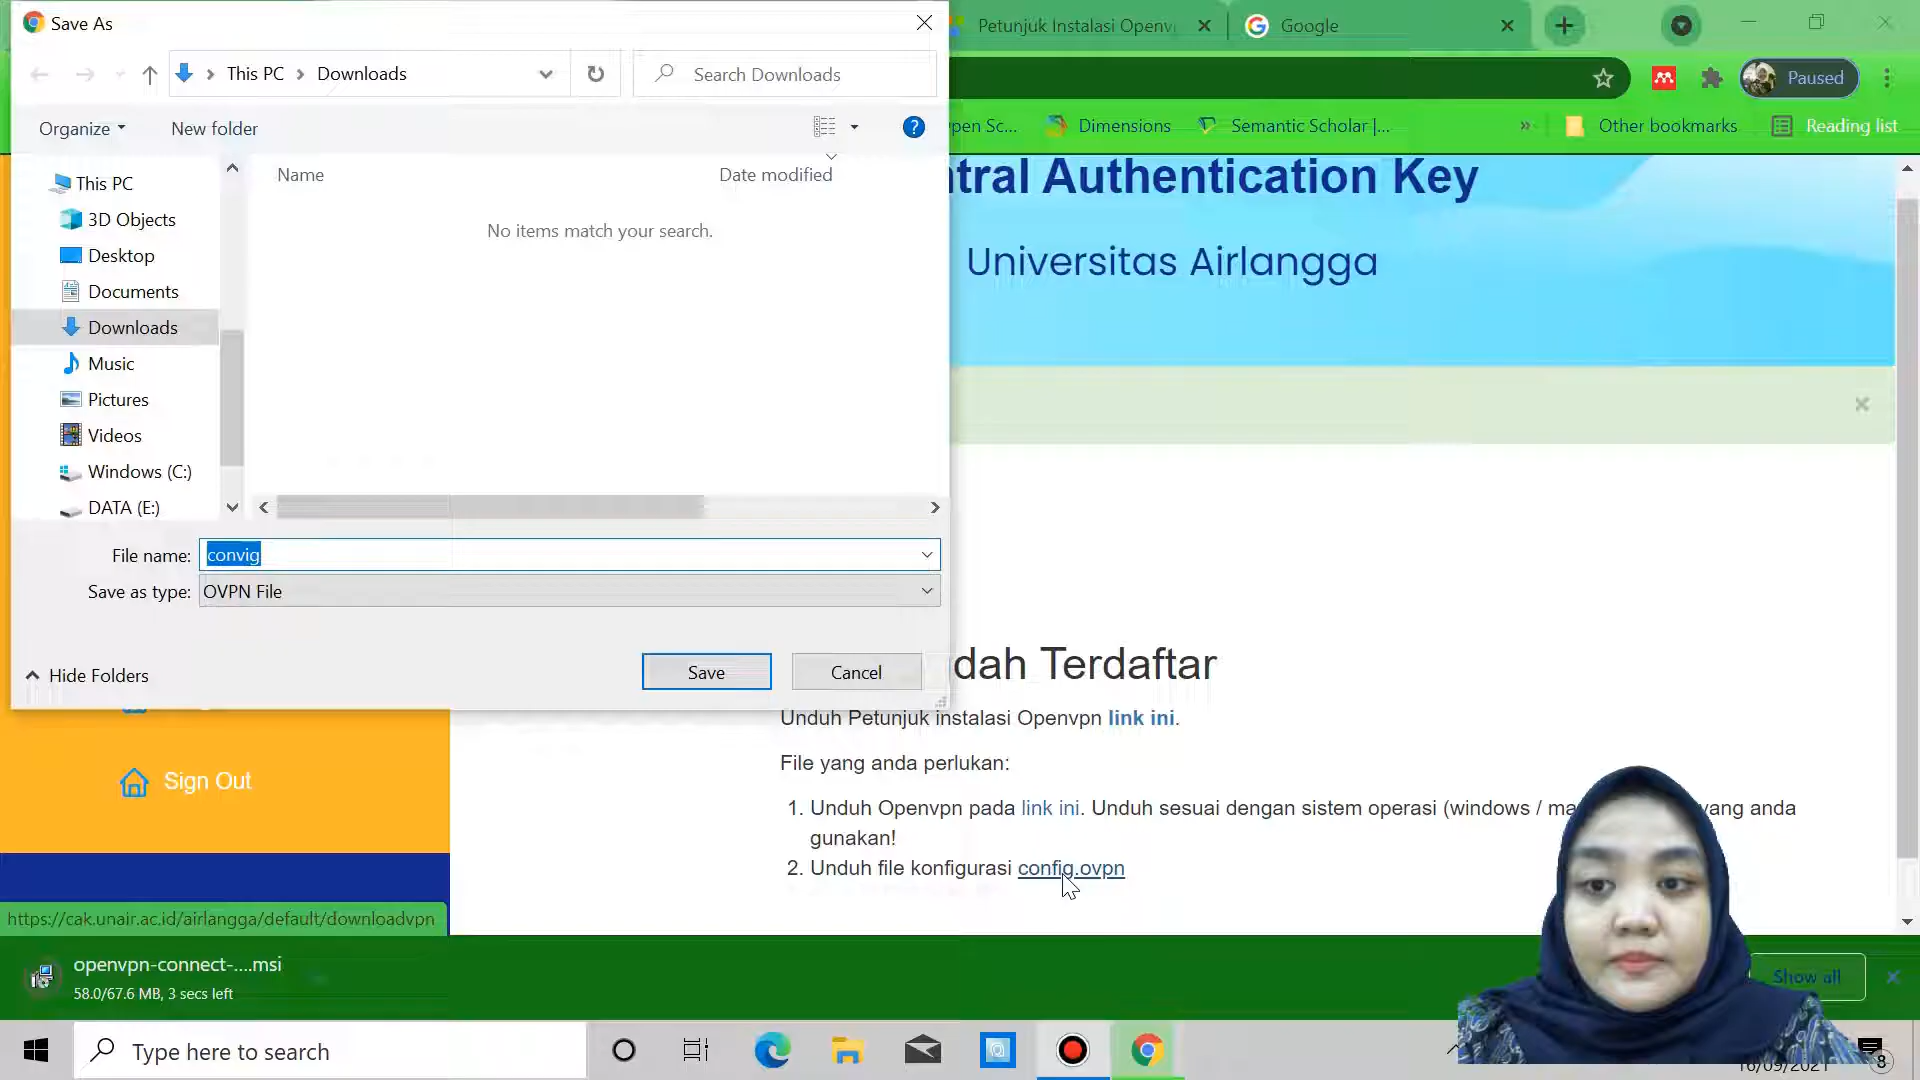 Save As
Petunjuk Instalasi Openv
Google
This PC
Downloads
Search Downloads
Paused
Organize
New folder
?
pen Sc...
Dimensions
Semantic Scholar |...
»
Other bookmarks
Reading list
This PC
3D Objects
Desktop
Documents
Downloads
Music
Pictures
Videos
Windows (C:)
DATA (E:)
Name
Date modified
No items match your search.
tral Authentication Key
Universitas Airlangga
File name:
convig
Save as type:
OVPN File
Hide Folders
Save
Cancel
dah Terdaftar
Unduh Petunjuk instalasi Openvpn link ini.
File yang anda perlukan:
1. Unduh Openvpn pada link ini. Unduh sesuai dengan sistem operasi (windows / ma yang anda
gunakan!
2. Unduh file konfigurasi config.ovpn
Sign Out
https://cak.unair.ac.id/airlangga/default/downloadvpn
openvpn-connect-....msi
58.0/67.6 MB, 3 secs left
Show all
Type here to search
16/09/2021
8